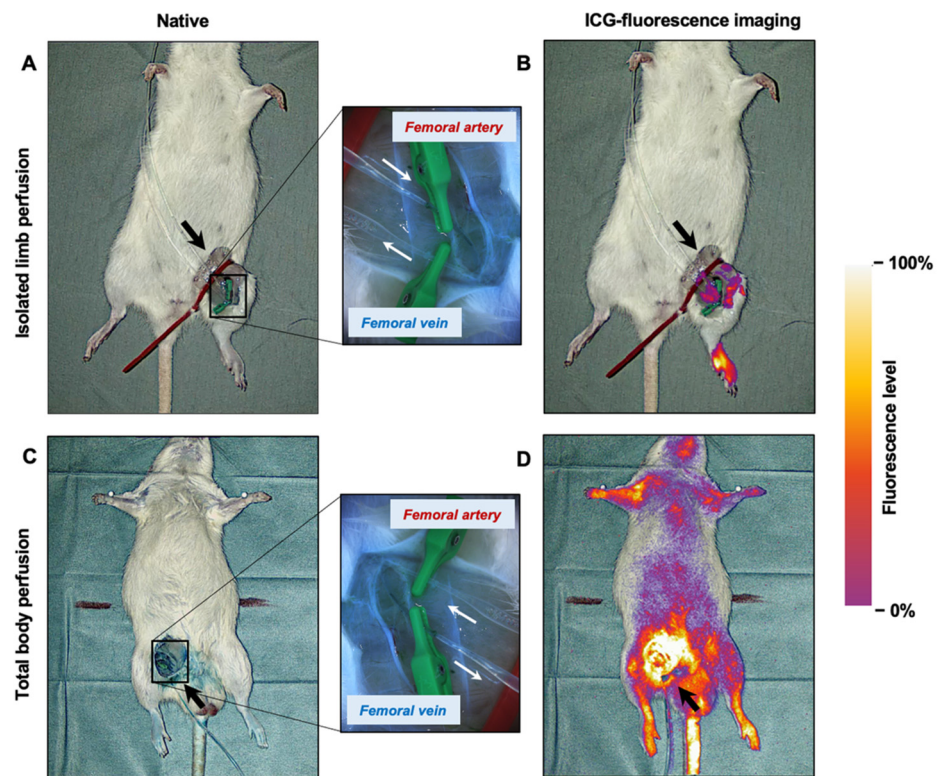 Native
ICG-fluorescence imaging
A
B
Isolated limb perfusion
Femoral artery
Femoral vein
100%
Fluorescence level
0%
C
D
Total body perfusion
Femoral artery
Femoral vein